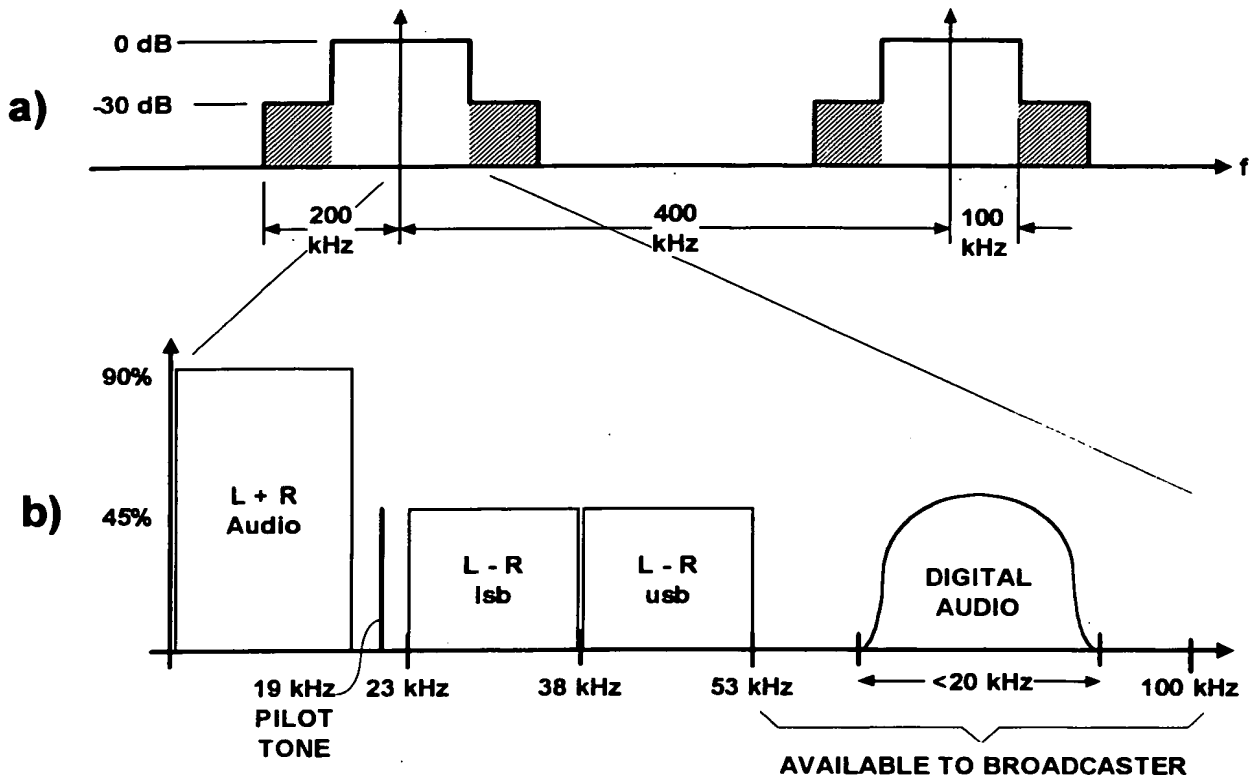 a)
0 dB
-30 dB
f
200
kHz
400
kHz
100
kHz
b)
90%
45%
L + R
Audio
L - R
lsb
L - R
usb
DIGITAL
AUDIO
19 kHz
PILOT
TONE
23 kHz
38 kHz
53 kHz
<20 kHz
100 kHz
AVAILABLE TO BROADCASTER